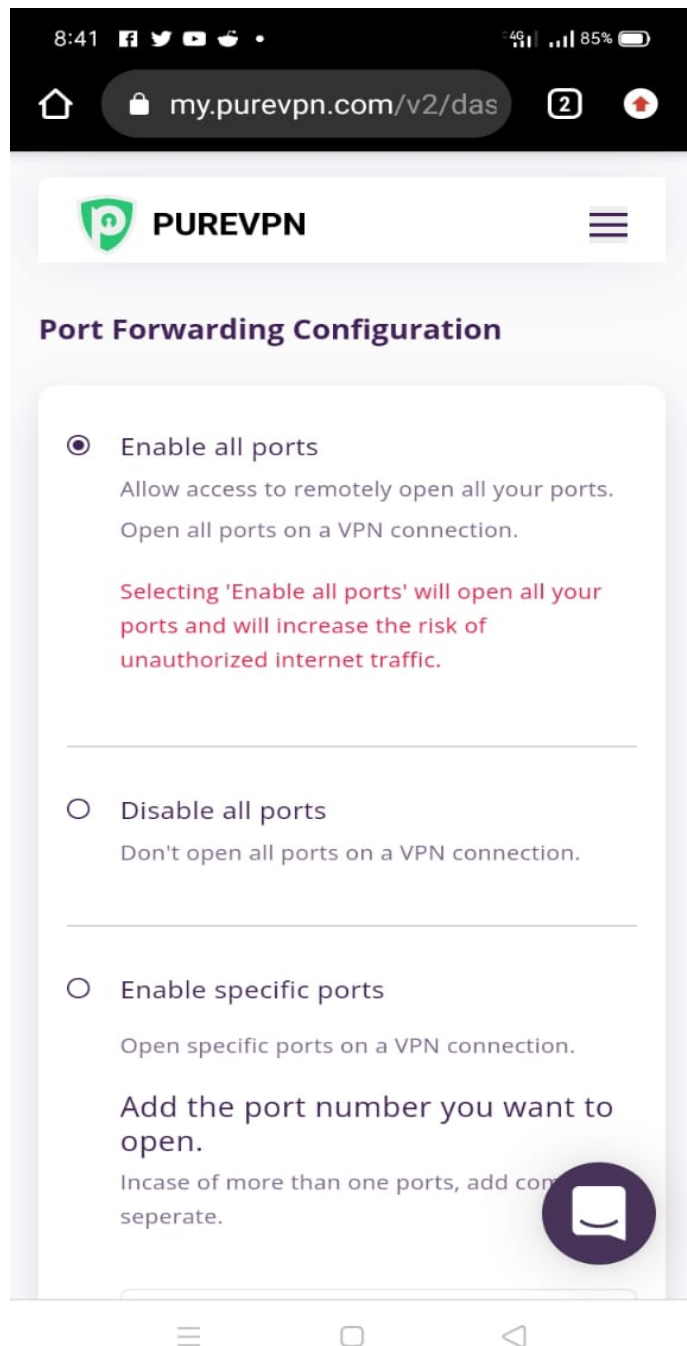 8:41 4G 85%
my.purevpn.com/v2/das 2
PUREVPN
Port Forwarding Configuration
Enable all ports
Allow access to remotely open all your ports.
Open all ports on a VPN connection.
Selecting 'Enable all ports' will open all your
ports and will increase the risk of
unauthorized internet traffic.
Disable all ports
Don't open all ports on a VPN connection.
Enable specific ports
Open specific ports on a VPN connection.
Add the port number you want to
open.
Incase of more than one ports, add
seperate.